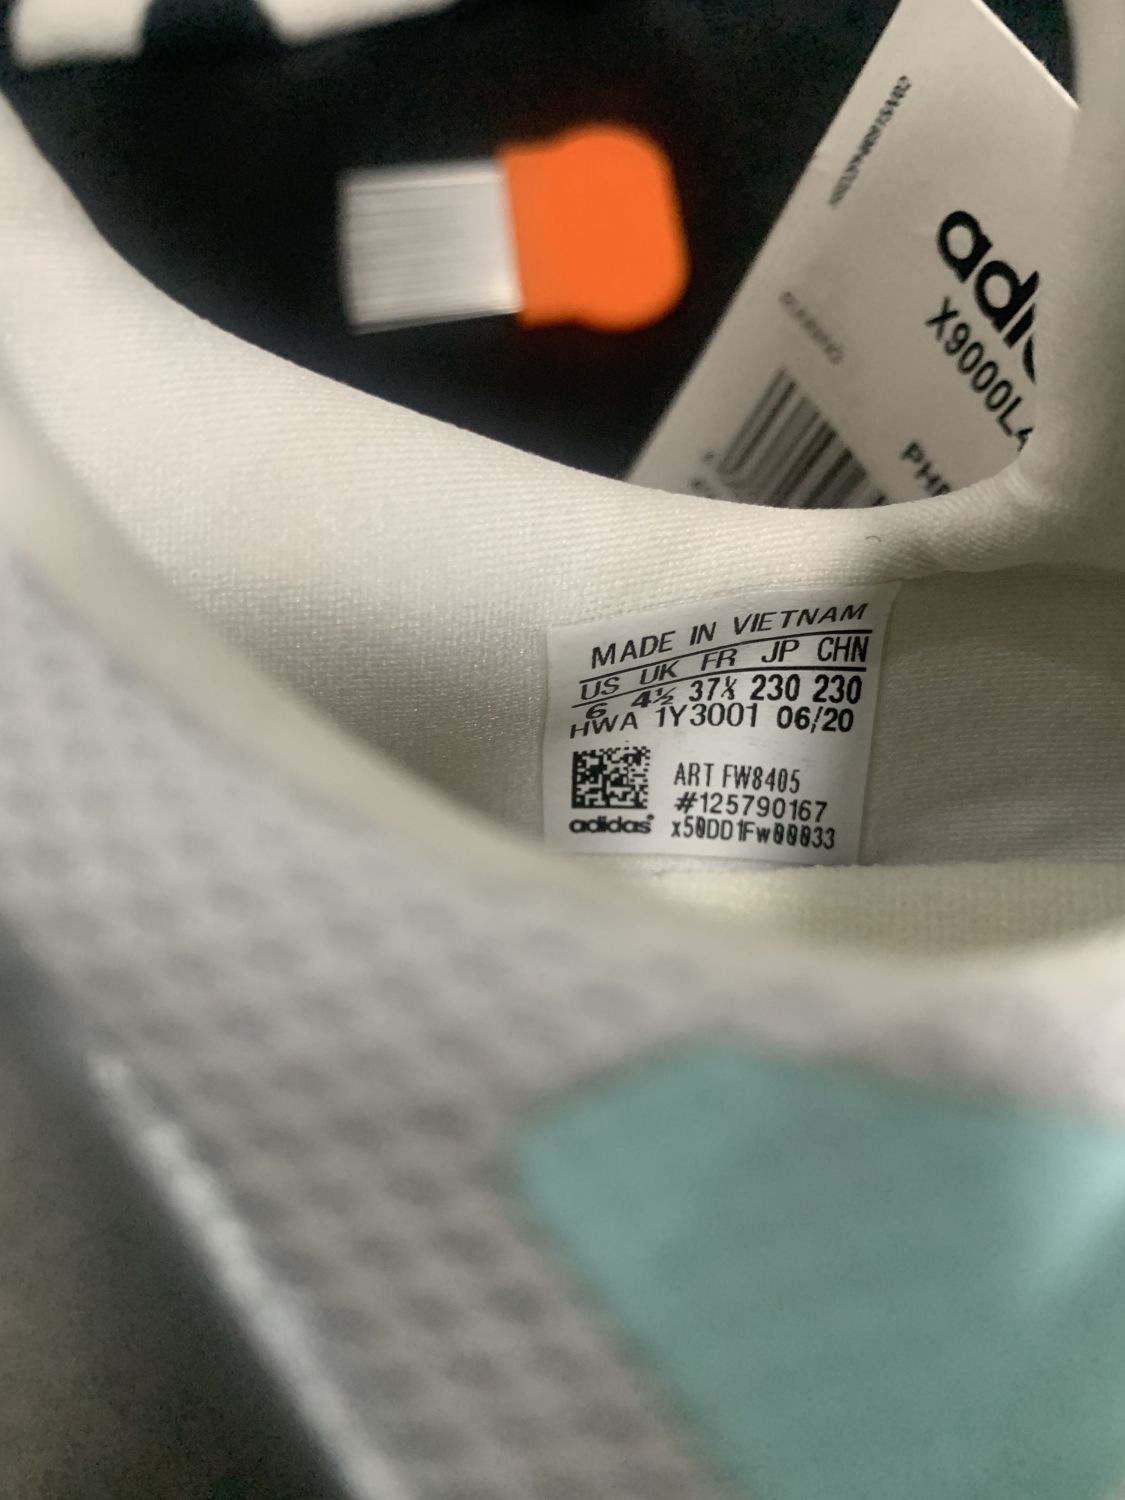 adi
X9000L4
MADE IN VIETNAM
US UK FR JP CHN
6 4½ 37⅓ 230 230
HWA 1Y3001 06/20
ART FW8405
#125790167
adidas®
x50DD1Fw00033